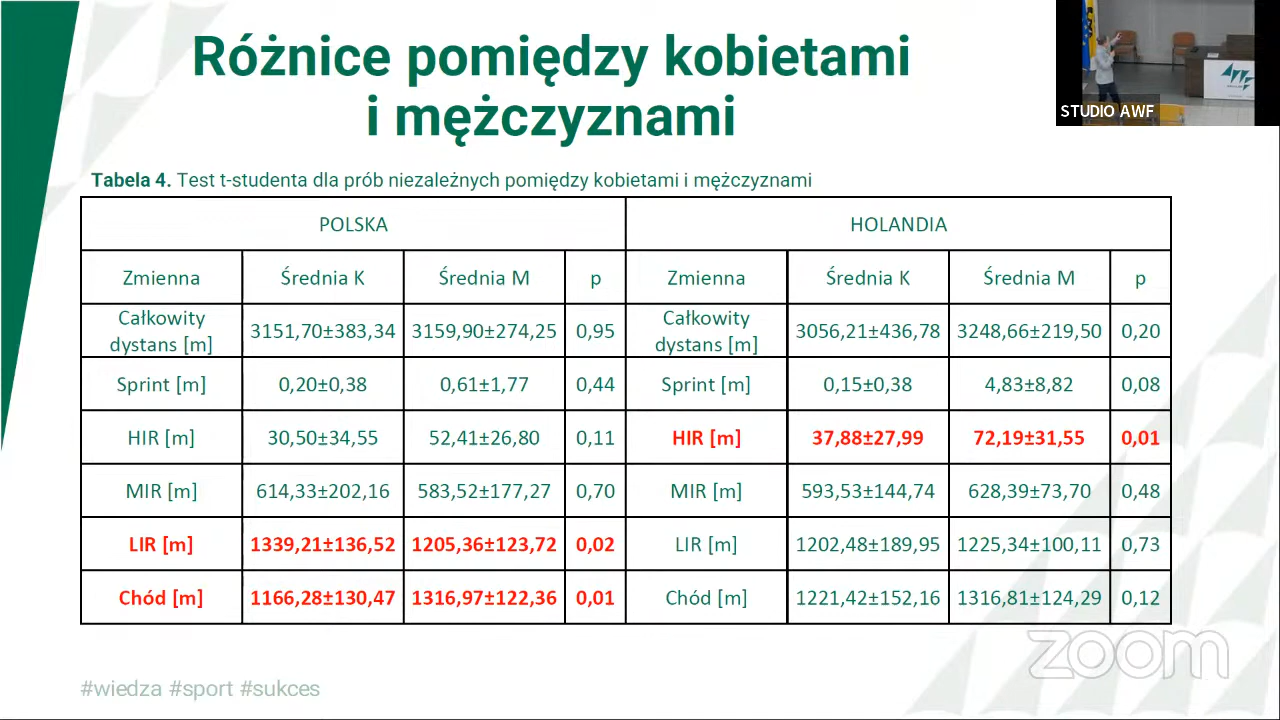 Różnice pomiędzy kobietami
i mężczyznami
STUDIO AWF
Tabela 4. Test t-studenta dla prób niezależnych pomiędzy kobietami i mężczyznami
POLSKA HOLANDIA
Zmienna Średnia K Średnia M p Zmienna Średnia K Średnia M p
Całkowity dystans [m] 3151,70±383,34 3159,90±274,25 0,95 Całkowity dystans [m] 3056,21±436,78 3248,66±219,50 0,20
Sprint [m] 0,20±0,38 0,61±1,77 0,44 Sprint [m] 0,15±0,38 4,83±8,82 0,08
HIR [m] 30,50±34,55 52,41±26,80 0,11 HIR [m] 37,88±27,99 72,19±31,55 0,01
MIR [m] 614,33±202,16 583,52±177,27 0,70 MIR [m] 593,53±144,74 628,39±73,70 0,48
LIR [m] 1339,21±136,52 1205,36±123,72 0,02 LIR [m] 1202,48±189,95 1225,34±100,11 0,73
Chód [m] 1166,28±130,47 1316,97±122,36 0,01 Chód [m] 1221,42±152,16 1316,81±124,29 0,12
zoom
#wiedza #sport #sukces